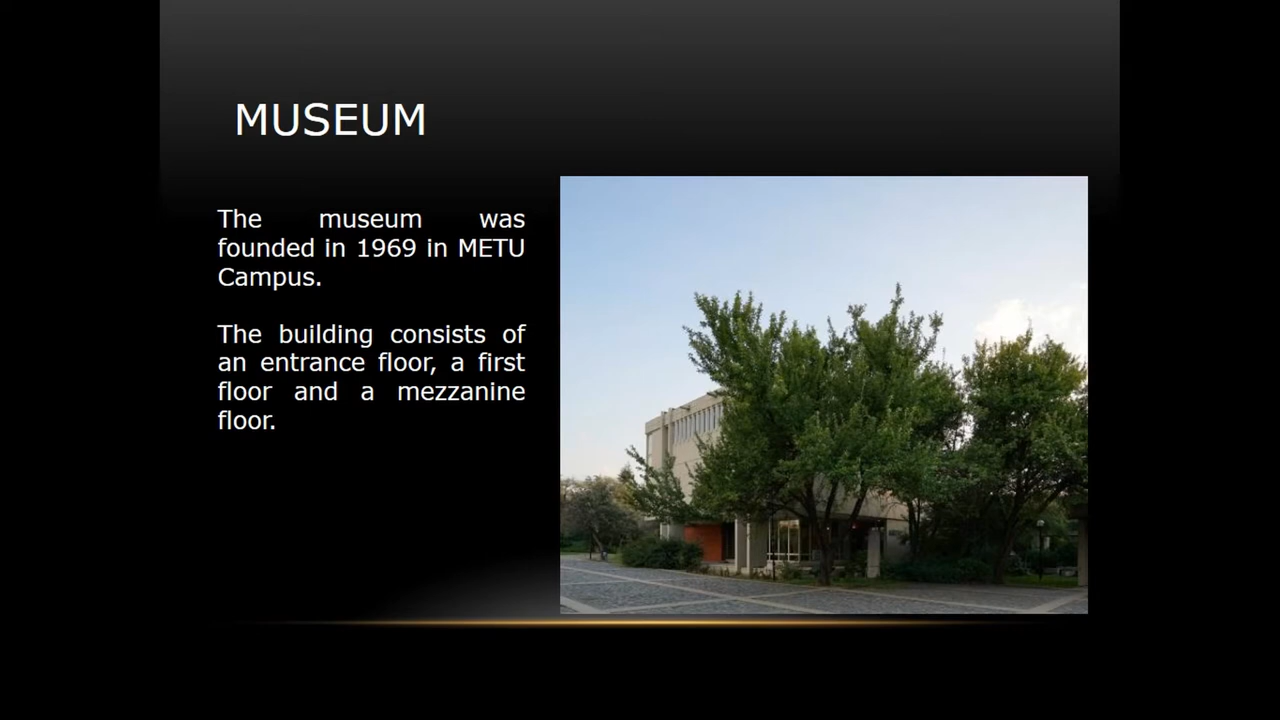 MUSEUM
The museum was
founded in 1969 in METU
Campus.
The building consists of
an entrance floor, a first
floor and a mezzanine
floor.